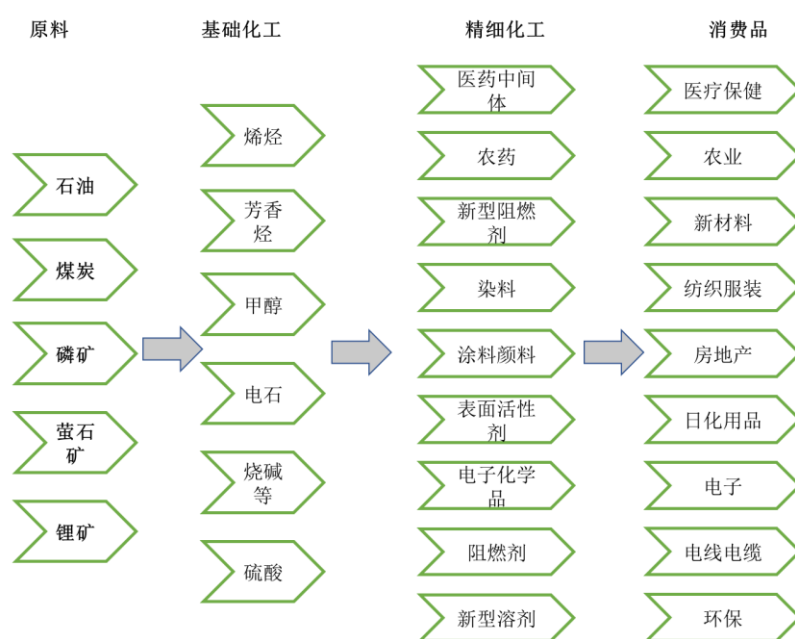 原料
基础化工
精细化工
消费品
石油
煤炭
磷矿
萤石
矿
锂矿
烯烃
芳香
烃
甲醇
电石
烧碱
等
硫酸
医药中间
体
农药
新型阻燃
剂
染料
涂料颜料
表面活性
剂
电子化学
品
阻燃剂
新型溶剂
医疗保健
农业
新材料
纺织服装
房地产
日化用品
电子
电线电缆
环保